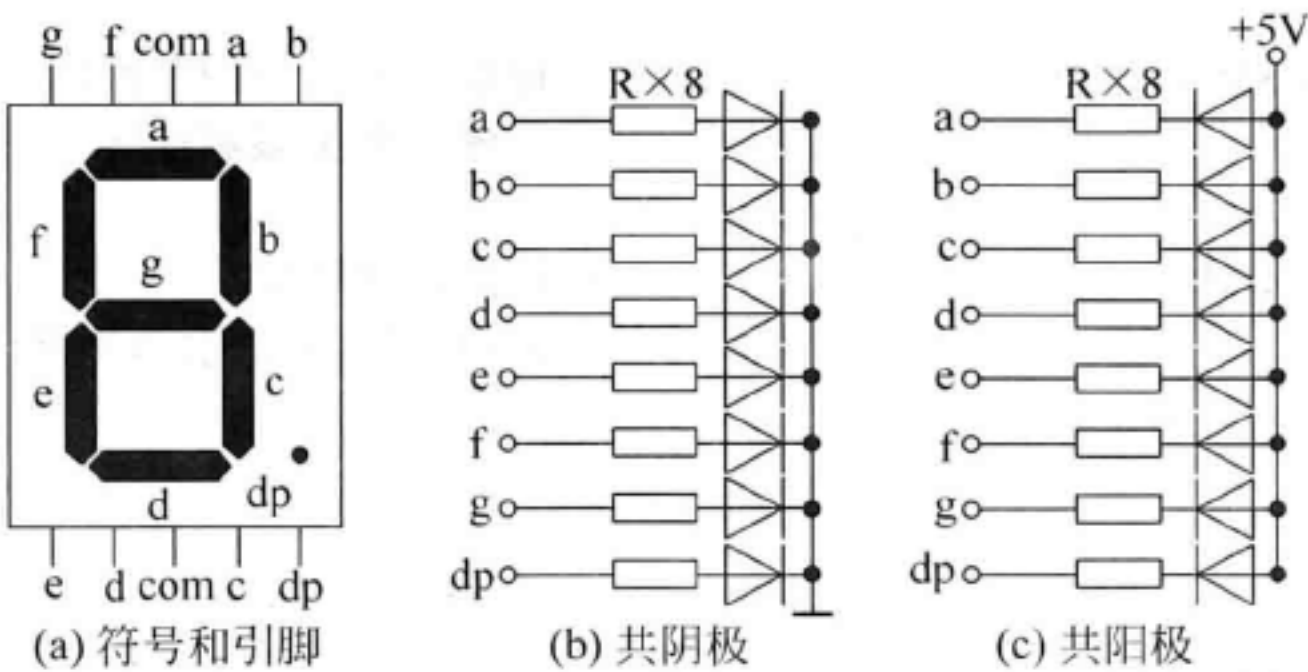 g f com a b
a
f
b
g
e
c
d
dp
e d com c dp
(a) 符号和引脚
R×8
a
b
c
d
e
f
g
dp
(b) 共阴极
+5V
R×8
a
b
c
d
e
f
g
dp
(c) 共阳极